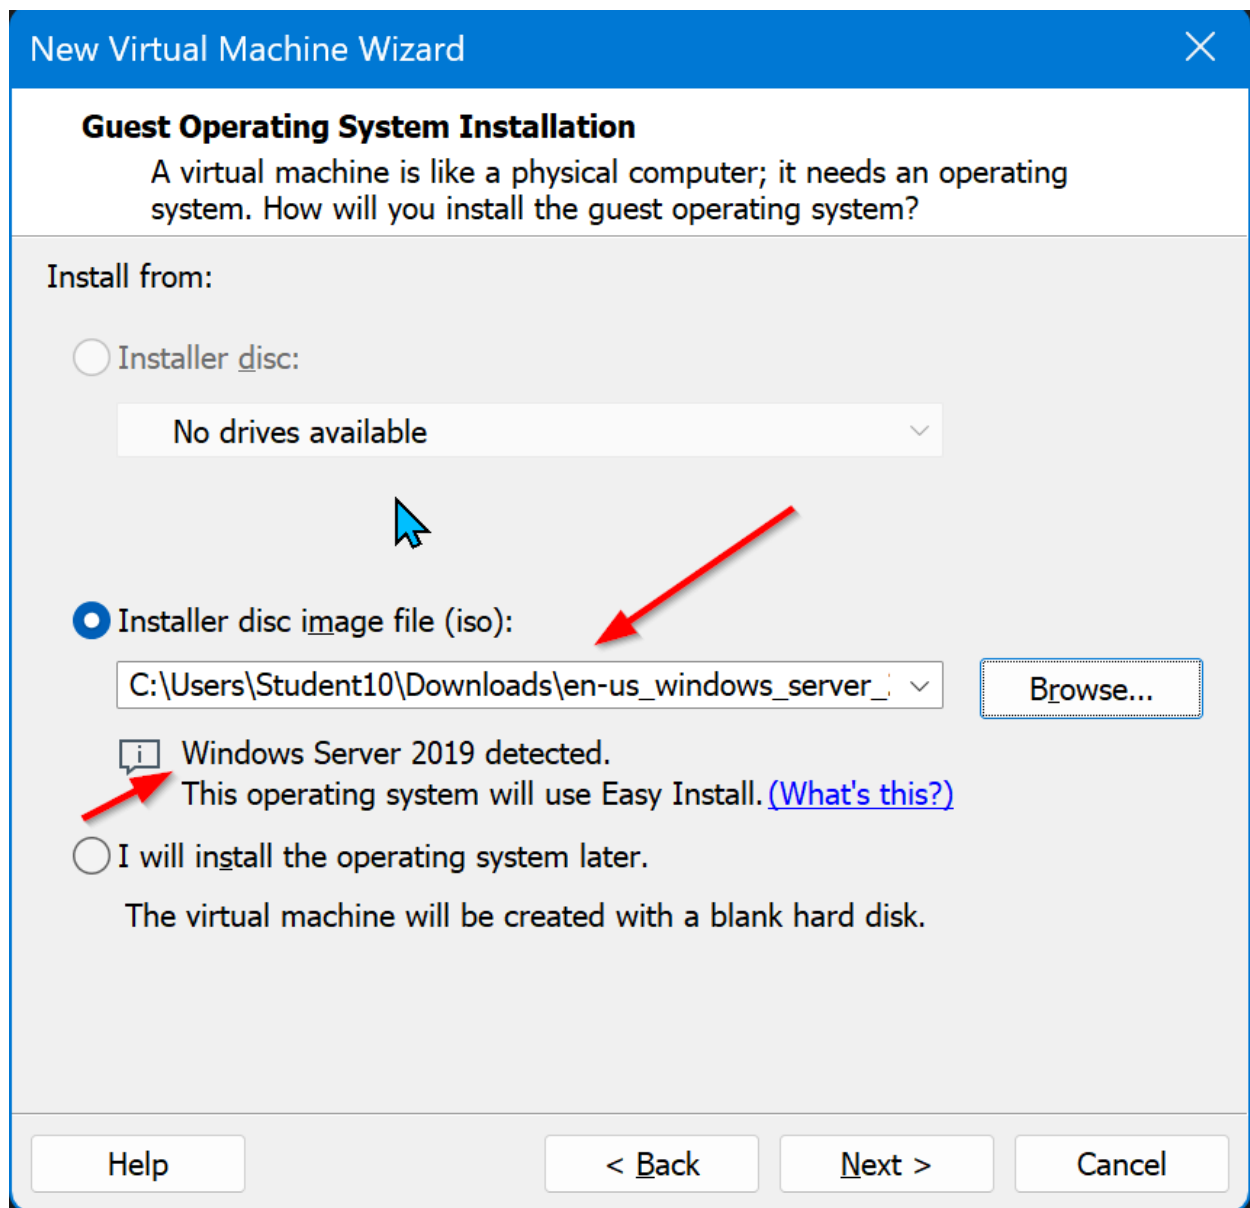 New Virtual Machine Wizard
Guest Operating System Installation
A virtual machine is like a physical computer; it needs an operating
system. How will you install the guest operating system?
Install from:
Installer disc:
No drives available
Installer disc image file (iso):
C:\Users\Student10\Downloads\en-us_windows_server_
Browse...
Windows Server 2019 detected.
This operating system will use Easy Install. (What's this?)
I will install the operating system later.
The virtual machine will be created with a blank hard disk.
Help
< Back
Next >
Cancel